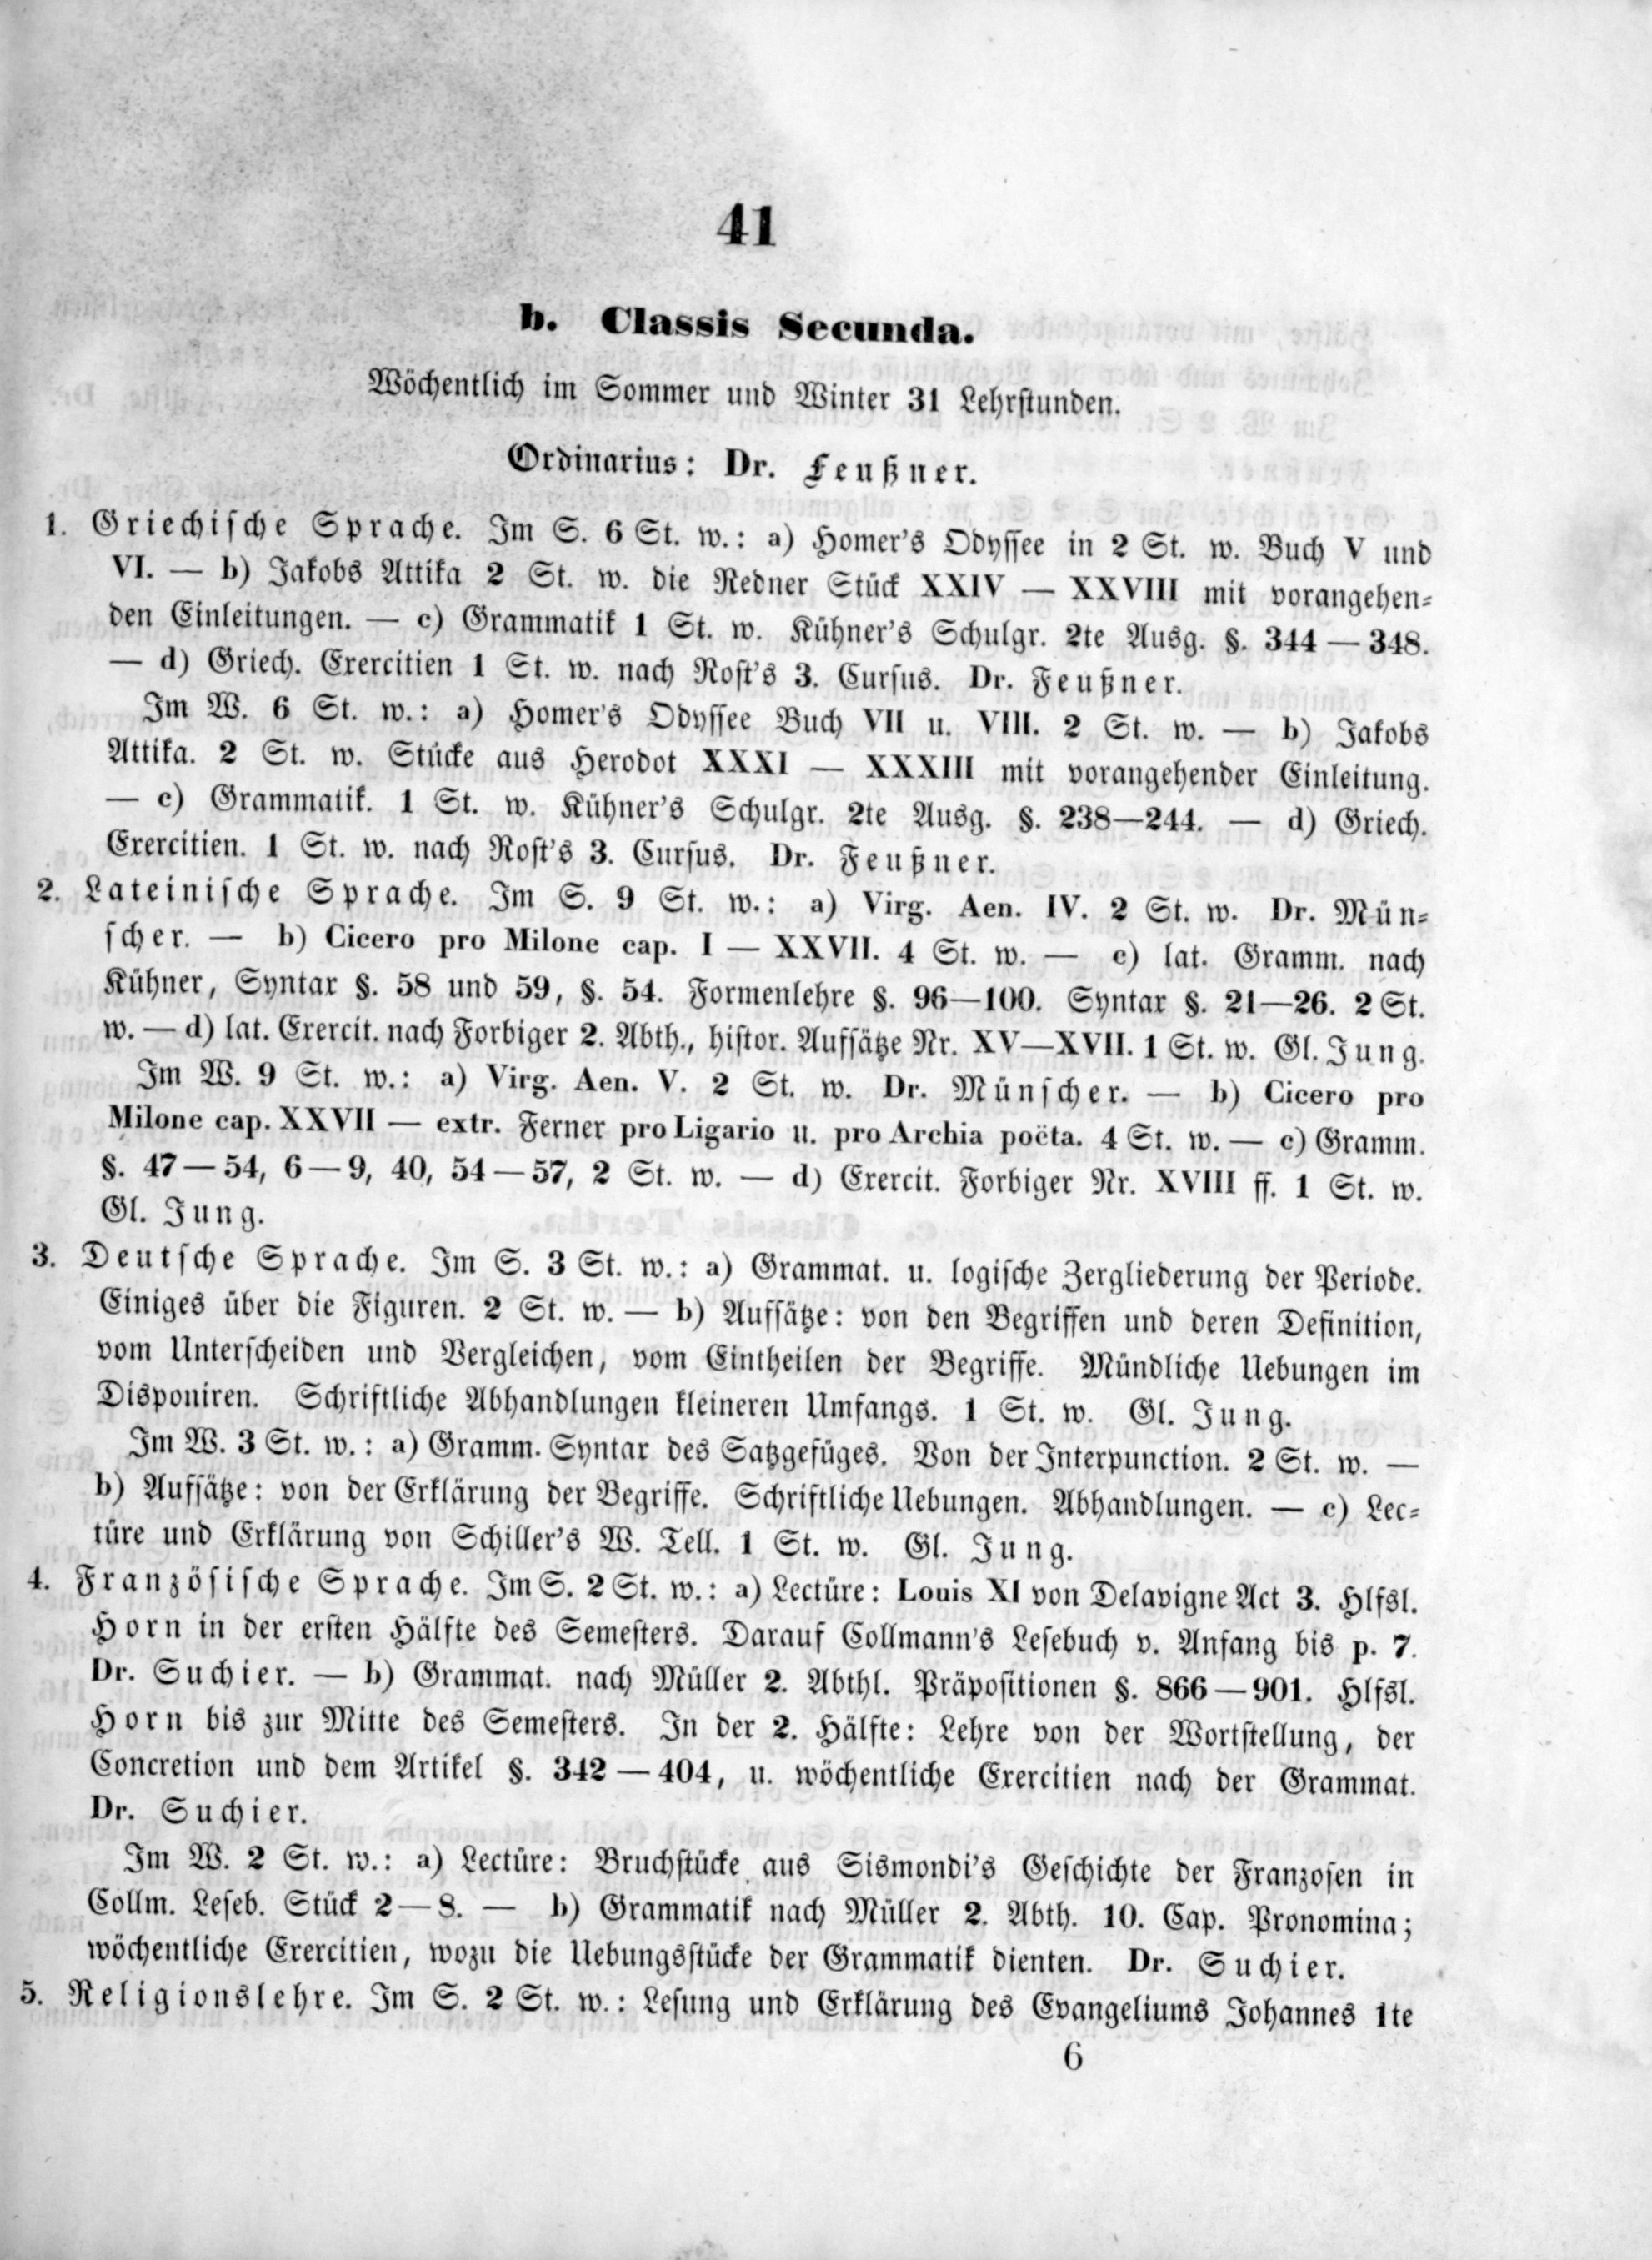 41
b. Classis Secunda.
Wöchentlich im Sommer und Winter 31 Lehrstunden.
Ordinarius: Dr. Feußner.
1. Griechische Sprache. Im S. 6 St. w.: a) Homer's Odyssee in 2 St. w. Buch V und
VI. — b) Jakobs Attika 2 St. w. die Redner Stück XXIV — XXVIII mit vorangehen=
den Einleitungen. — c) Grammatik 1 St. w. Kühner's Schulgr. 2te Ausg. §. 344 — 348.
— d) Griech. Exercitien 1 St. w. nach Rost's 3. Cursus. Dr. Feußner.
Im W. 6 St. w.: a) Homer's Odyssee Buch VII u. VIII. 2 St. w. — b) Jakobs
Attika. 2 St. w. Stücke aus Herodot XXXI — XXXIII mit vorangehender Einleitung.
— c) Grammatik. 1 St. w. Kühner's Schulgr. 2te Ausg. §. 238—244. — d) Griech.
Exercitien. 1 St. w. nach Rost's 3. Cursus. Dr. Feußner.
2. Lateinische Sprache. Im S. 9 St. w.: a) Virg. Aen. IV. 2 St. w. Dr. Mün=
scher. — b) Cicero pro Milone cap. I — XXVII. 4 St. w. — c) lat. Gramm. nach
Kühner, Syntax §. 58 und 59, §. 54. Formenlehre §. 96—100. Syntax §. 21—26. 2 St.
w. — d) lat. Exercit. nach Forbiger 2. Abth., histor. Aufsätze Nr. XV—XVII. 1 St. w. Gl. Jung.
Im W. 9 St. w.: a) Virg. Aen. V. 2 St. w. Dr. Münscher. — b) Cicero pro
Milone cap. XXVII — extr. Ferner pro Ligario u. pro Archia poëta. 4 St. w. — c) Gramm.
§. 47 — 54, 6 — 9, 40, 54 — 57, 2 St. w. — d) Exercit. Forbiger Nr. XVIII ff. 1 St. w.
Gl. Jung.
3. Deutsche Sprache. Im S. 3 St. w.: a) Grammat. u. logische Zergliederung der Periode.
Einiges über die Figuren. 2 St. w. — b) Aufsätze: von den Begriffen und deren Definition,
vom Unterscheiden und Vergleichen, vom Eintheilen der Begriffe. Mündliche Uebungen im
Disponiren. Schriftliche Abhandlungen kleineren Umfangs. 1 St. w. Gl. Jung.
Im W. 3 St. w.: a) Gramm. Syntax des Satzgefüges. Von der Interpunction. 2 St. w. —
b) Aufsätze: von der Erklärung der Begriffe. Schriftliche Uebungen. Abhandlungen. — c) Lec=
türe und Erklärung von Schiller's W. Tell. 1 St. w. Gl. Jung.
4. Französische Sprache. Im S. 2 St. w.: a) Lectüre: Louis XI von Delavigne Act 3. Hlfsl.
Horn in der ersten Hälfte des Semesters. Darauf Collmann's Lesebuch v. Anfang bis p. 7.
Dr. Suchier. — b) Grammat. nach Müller 2. Abthl. Präpositionen §. 866 — 901. Hlfsl.
Horn bis zur Mitte des Semesters. In der 2. Hälfte: Lehre von der Wortstellung, der
Concretion und dem Artikel §. 342 — 404, u. wöchentliche Exercitien nach der Grammat.
Dr. Suchier.
Im W. 2 St. w.: a) Lectüre: Bruchstücke aus Sismondi's Geschichte der Franzosen in
Collm. Leseb. Stück 2 — 8. — b) Grammatik nach Müller 2. Abth. 10. Cap. Pronomina;
wöchentliche Exercitien, wozu die Uebungsstücke der Grammatik dienten. Dr. Suchier.
5. Religionslehre. Im S. 2 St. w.: Lesung und Erklärung des Evangeliums Johannes 1te
6